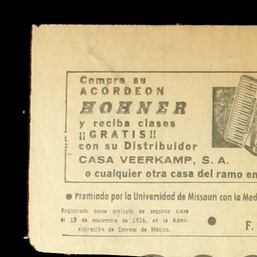 Compre su
ACORDEON
HOHNER
y reciba clases
¡¡GRATIS!!
con su Distribuidor
CASA VEERKAMP, S. A.
o cualquier otra casa del ramo en
● Premiado por la Universidad de Missouri con la Med
Registrado como artículo de segunda clase
el 15 de noviembre de 1916, en la Admi-
nistración de Correos de México.
● F.